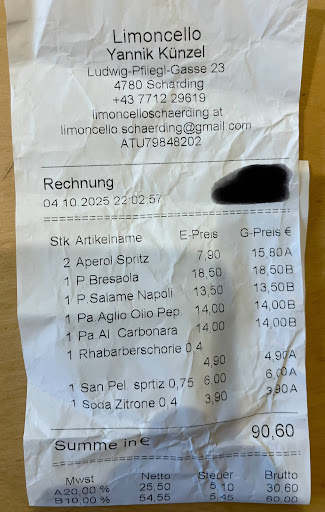 Limoncello
Yannik Künzel
Ludwig-Pfliegl-Gasse 23
4780 Schärding
+43 7712 29619
limoncelloschaerding.at
limoncello.schaerding@gmail.com
ATU79848202
Rechnung
04.10.2025 22:02:57
Stk Artikelname E-Preis G-Preis €
2 Aperol Spritz 7,90 15,80A
1 P.Bresaola 18,50 18,50B
1 P.Salame Napoli 13,50 13,50B
1 Pa.Aglio Olio Pep. 14,00 14,00B
1 Pa.Al Carbonara 14,00 14,00B
1 Rhabarberschorle 0,4
4,90 4,90A
1 San Pel. sprtiz 0,75 6,00 6,00A
1 Soda Zitrone 0,4 3,90 3,90A
Summe in € 90,60
Mwst Netto Steuer Brutto
A20,00 % 25,50 5,10 30,60
B10,00 % 54,55 5,45 60,00